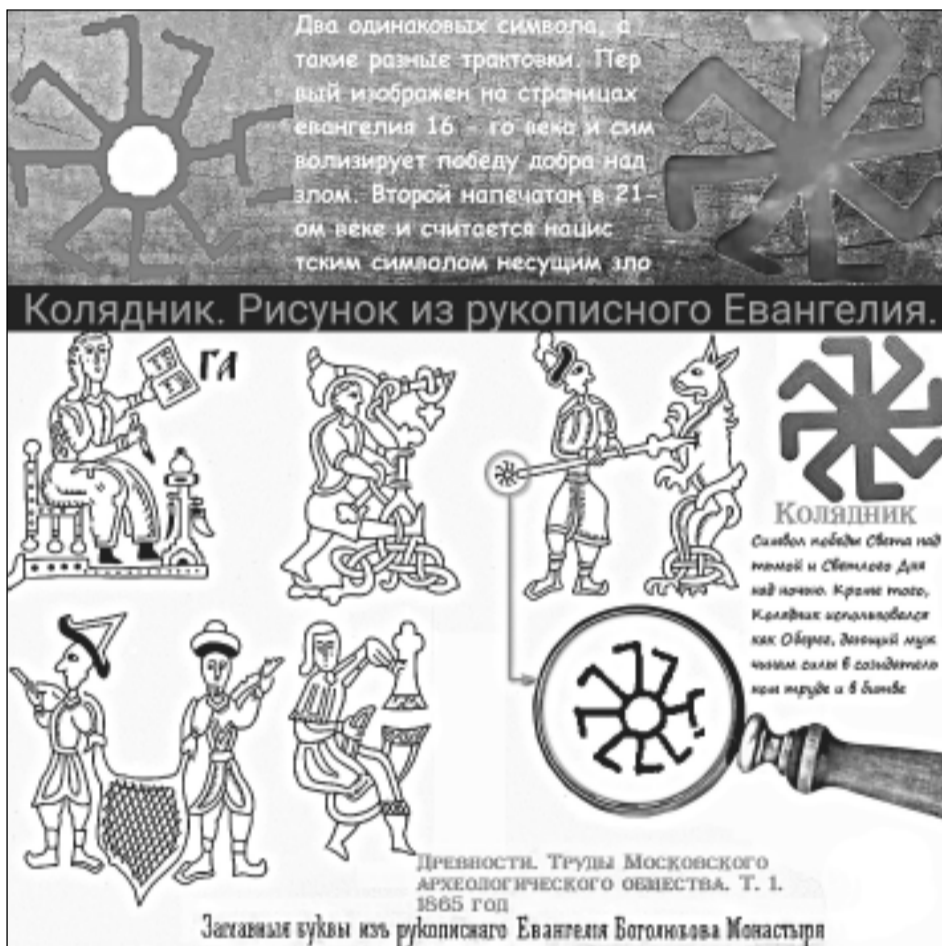 Два одинаковых символа, а
такие разные трактовки. Пер
вый изображен на страницах
евангелия 16 - го века и сим
волизирует победу добра над
злом. Второй напечатан в 21-
ом веке и считается нацис
тским символом несущим зло
Колядник. Рисунок из рукописного Евангелия.
ГА
Колядник
Символ победы Света над
тьмой и Светлого Дня
над ночью. Кроме того,
Колядник использовался
как Оберег, дающий муж
чинам силы в созидатель
ном труде и в битве
Древности. Труды Московского
археологического общества. Т. 1.
1865 год
Заглавныя буквы изъ рукописнаго Евангелія Боголюбова Монастыря